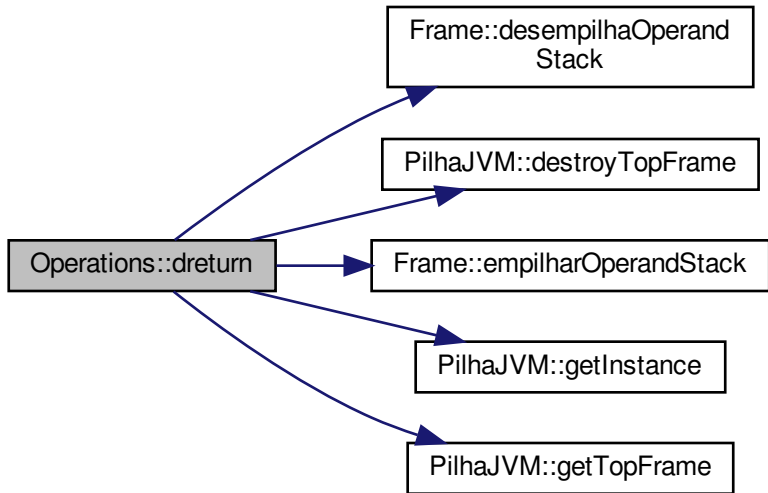 Frame::desempilhaOperand
Stack
PilhaJVM::destroyTopFrame
Operations::dreturn
Frame::empilharOperandStack
PilhaJVM::getInstance
PilhaJVM::getTopFrame